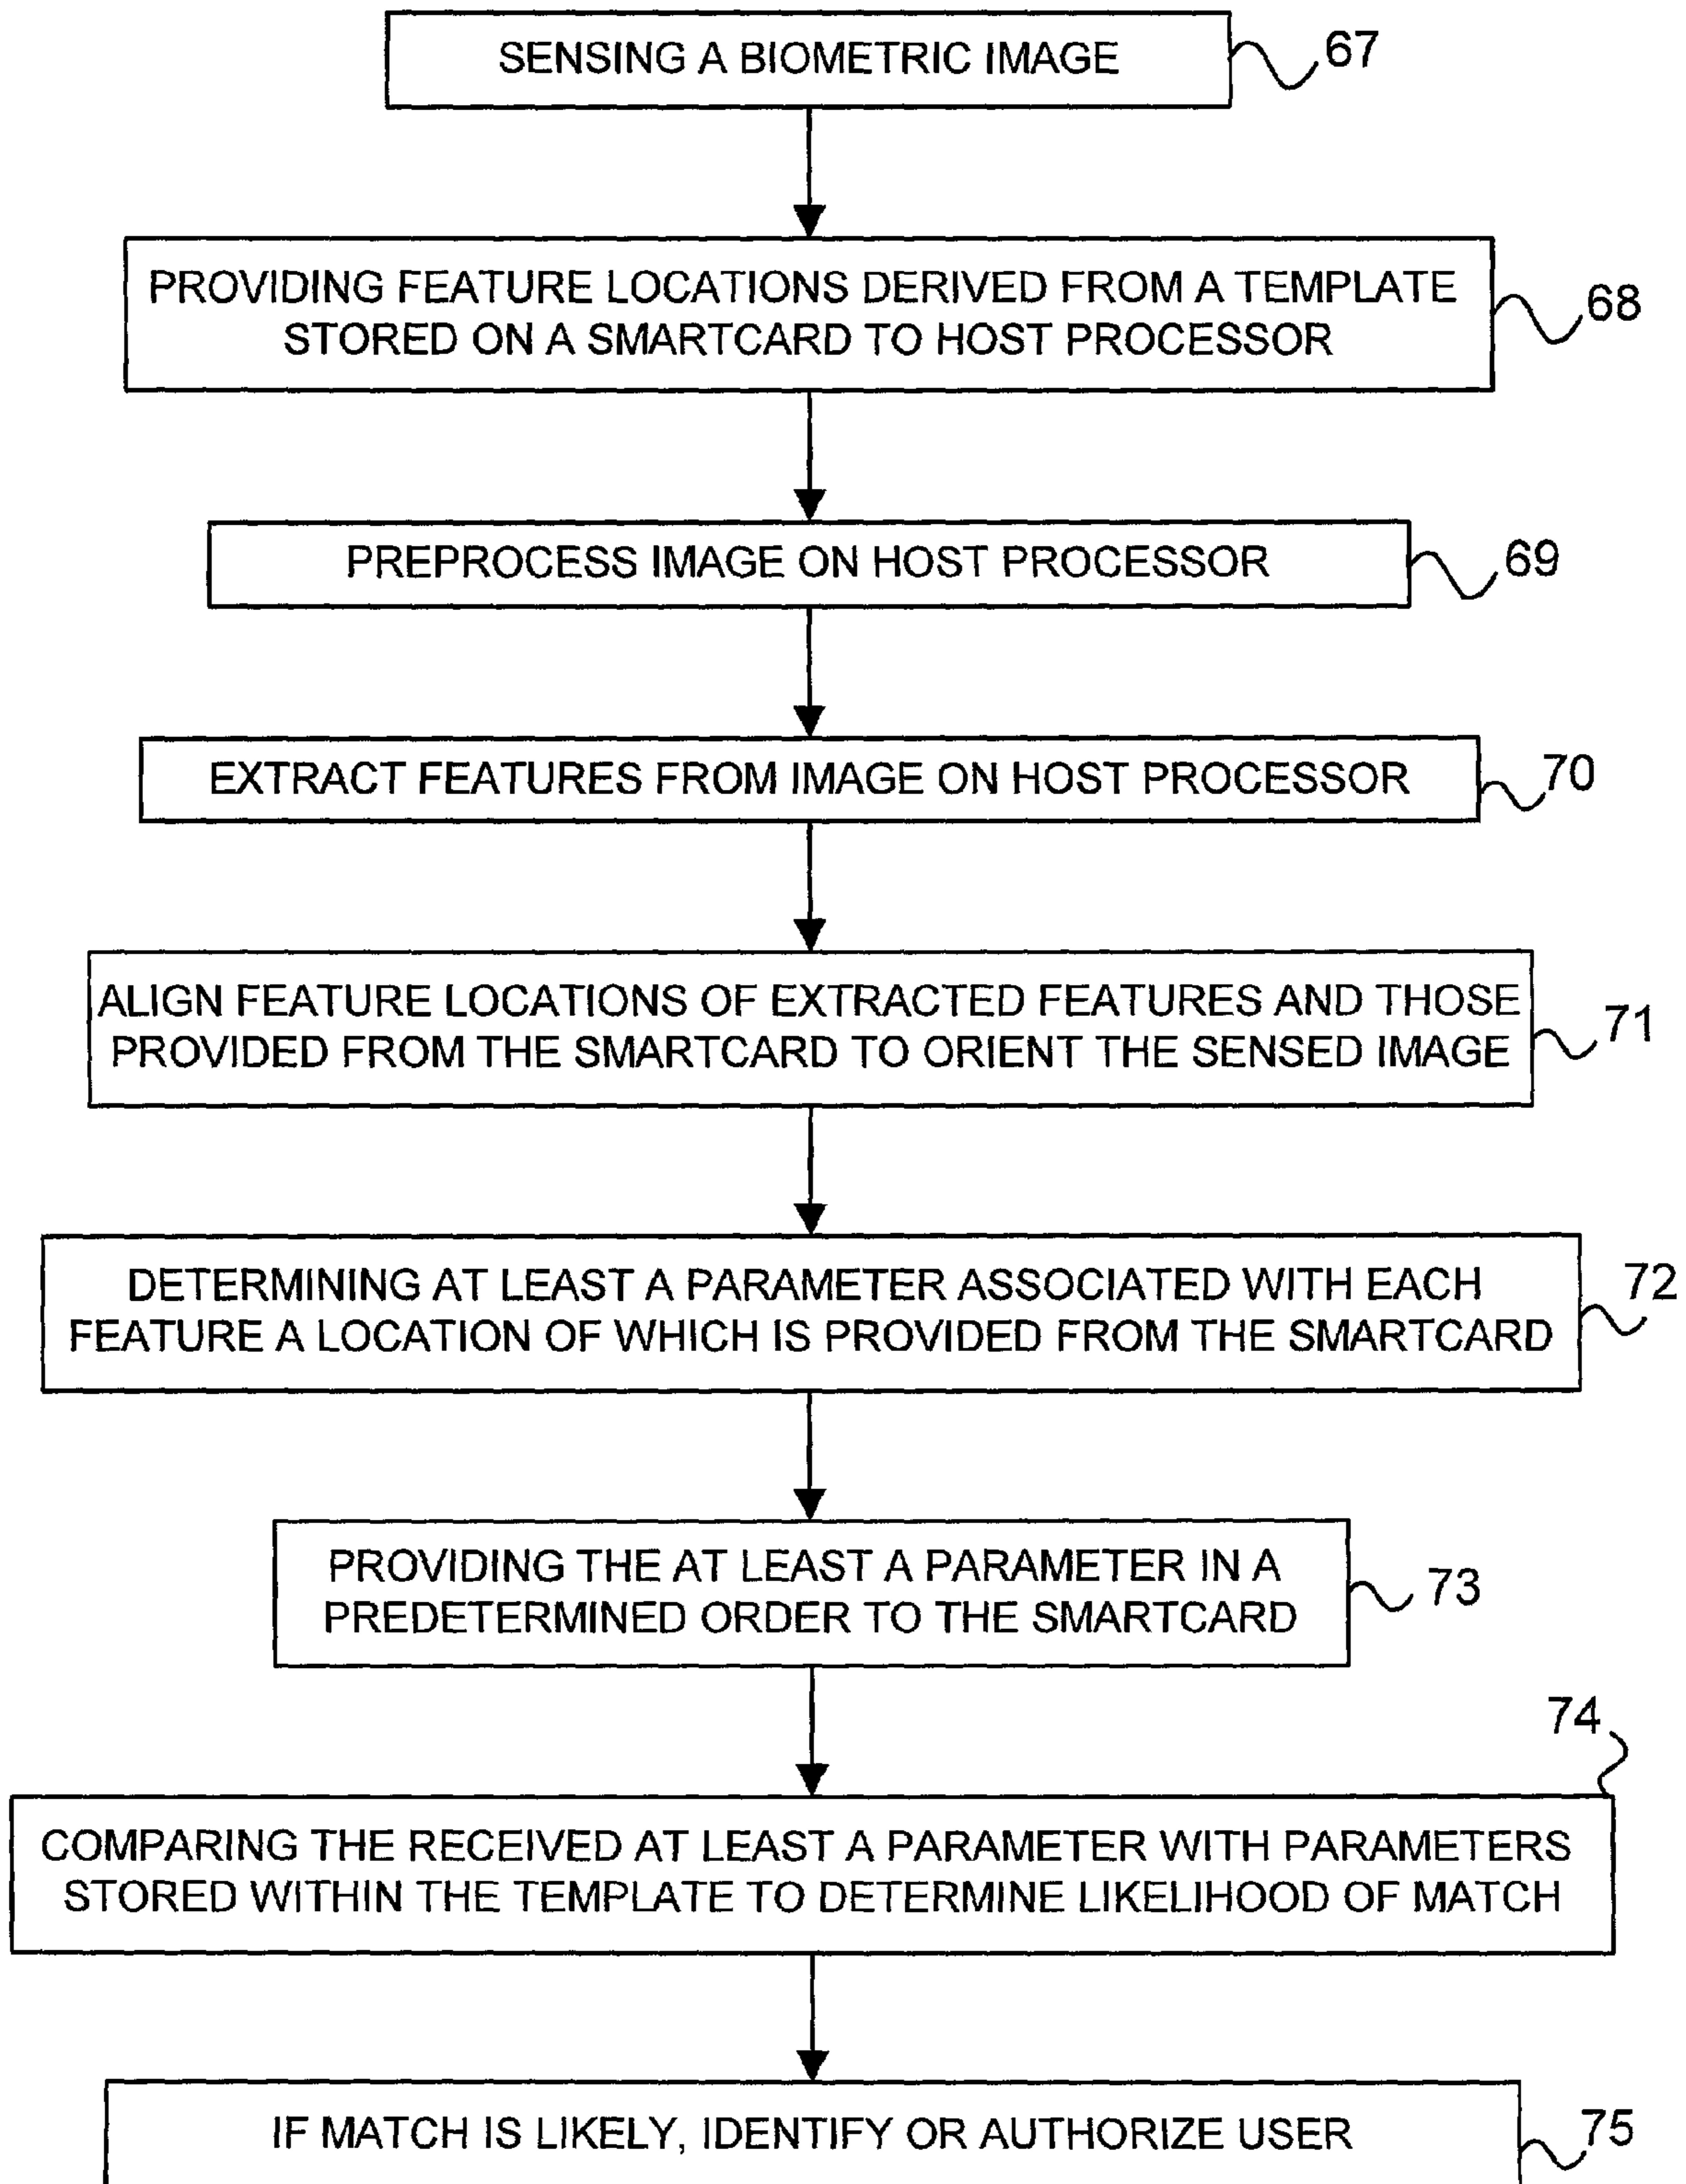 SENSING A BIOMETRIC IMAGE
67
PROVIDING FEATURE LOCATIONS DERIVED FROM A TEMPLATE
STORED ON A SMARTCARD TO HOST PROCESSOR
68
PREPROCESS IMAGE ON HOST PROCESSOR
69
EXTRACT FEATURES FROM IMAGE ON HOST PROCESSOR
70
ALIGN FEATURE LOCATIONS OF EXTRACTED FEATURES AND THOSE
PROVIDED FROM THE SMARTCARD TO ORIENT THE SENSED IMAGE
71
DETERMINING AT LEAST A PARAMETER ASSOCIATED WITH EACH
FEATURE A LOCATION OF WHICH IS PROVIDED FROM THE SMARTCARD
72
PROVIDING THE AT LEAST A PARAMETER IN A
PREDETERMINED ORDER TO THE SMARTCARD
73
74
COMPARING THE RECEIVED AT LEAST A PARAMETER WITH PARAMETERS
STORED WITHIN THE TEMPLATE TO DETERMINE LIKELIHOOD OF MATCH
IF MATCH IS LIKELY, IDENTIFY OR AUTHORIZE USER
75